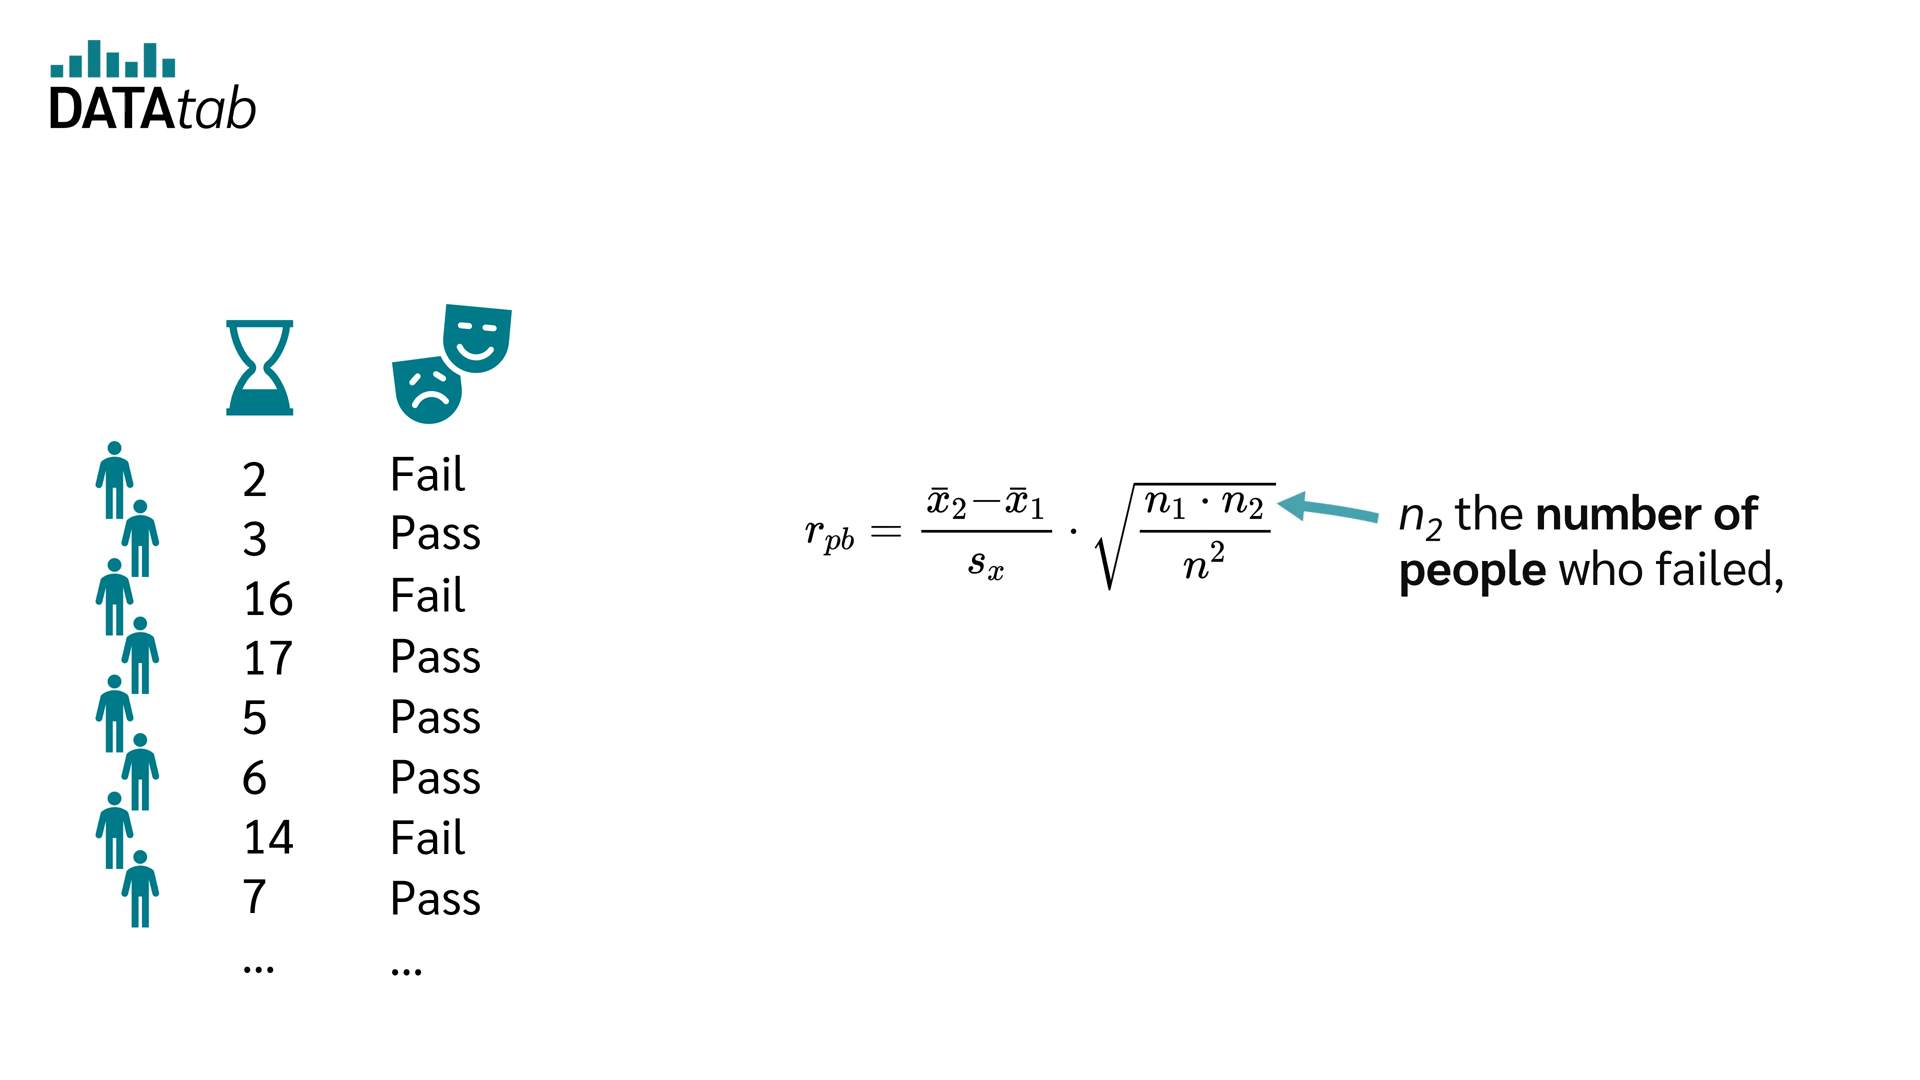 DATAtab
2 Fail
3 Pass
16 Fail
17 Pass
5 Pass
6 Pass
14 Fail
7 Pass
... ...
r_pb = (x̄₂−x̄₁)/s_x · √(n₁ · n₂ / n²)
n₂ the number of
people who failed,